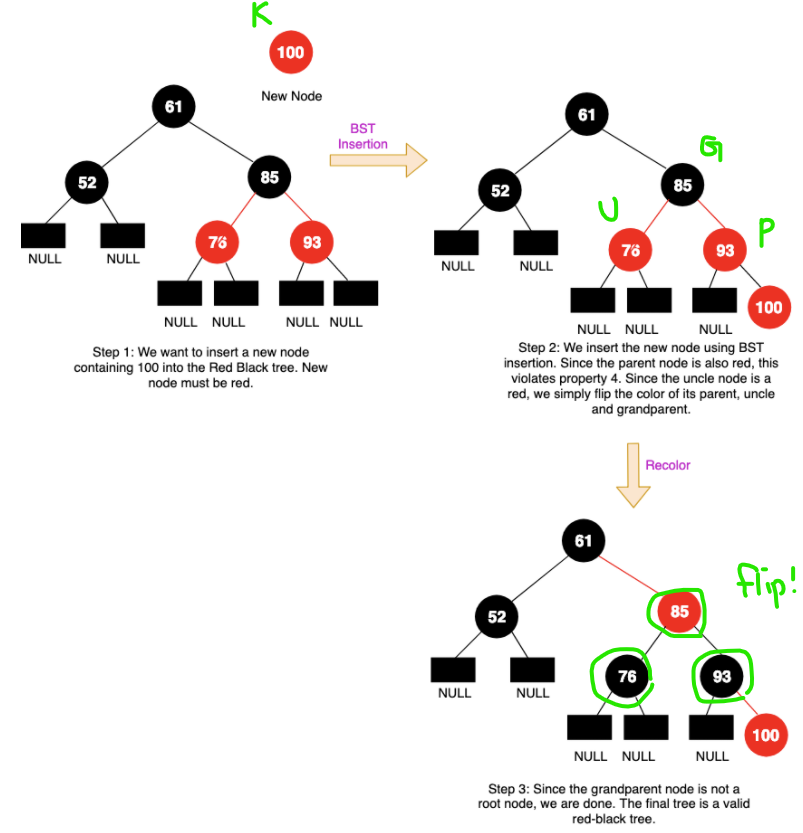 K
100
New Node
61
52
85
76
93
NULL
NULL
NULL
NULL
NULL
NULL
Step 1: We want to insert a new node
containing 100 into the Red Black tree. New
node must be red.
BST
Insertion
61
G
52
85
U
P
76
93
NULL
NULL
100
NULL
NULL
NULL
Step 2: We insert the new node using BST
insertion. Since the parent node is also red, this
violates property 4. Since the uncle node is a
red, we simply flip the color of its parent, uncle
and grandparent.
Recolor
61
flip!
52
85
76
93
NULL
NULL
100
NULL
NULL
NULL
Step 3: Since the grandparent node is not a
root node, we are done. The final tree is a valid
red-black tree.